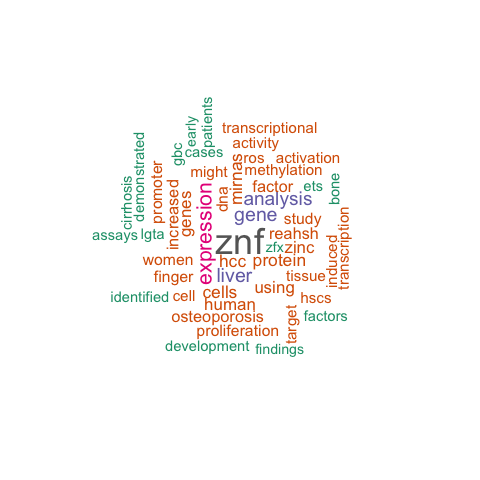 patients
early
transcriptional
activity
gbc
cases
mirnas
ros
activation
demonstrated
might
methylation
cirrhosis
promoter
increased
genes
expression
dna
factor
ets
bone
analysis
gene
study
assays
lgta
znf
zfx
reahsh
zinc
induced
transcription
women
hcc
protein
finger
liver
tissue
identified
cell
cells
using
hscs
human
osteoporosis
target
factors
proliferation
development
findings